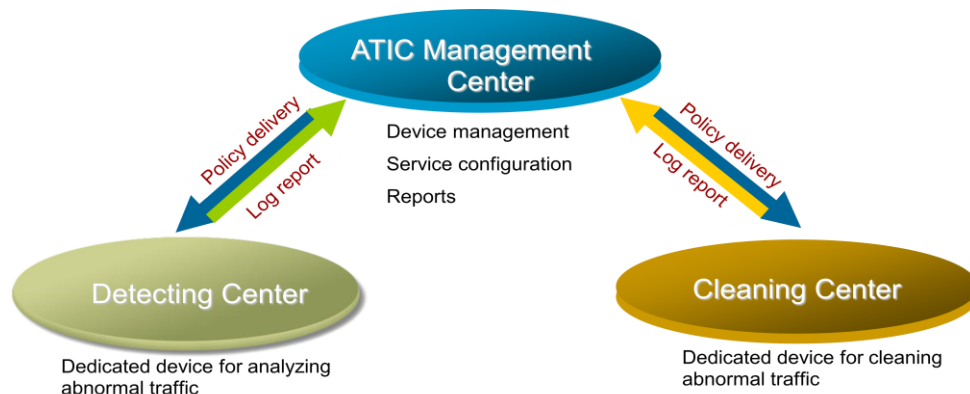 ATIC Management
Center
Policy delivery
Log report
Device management
Service configuration
Reports
Policy delivery
Log report
Detecting Center
Dedicated device for analyzing
abnormal traffic
Cleaning Center
Dedicated device for cleaning
abnormal traffic